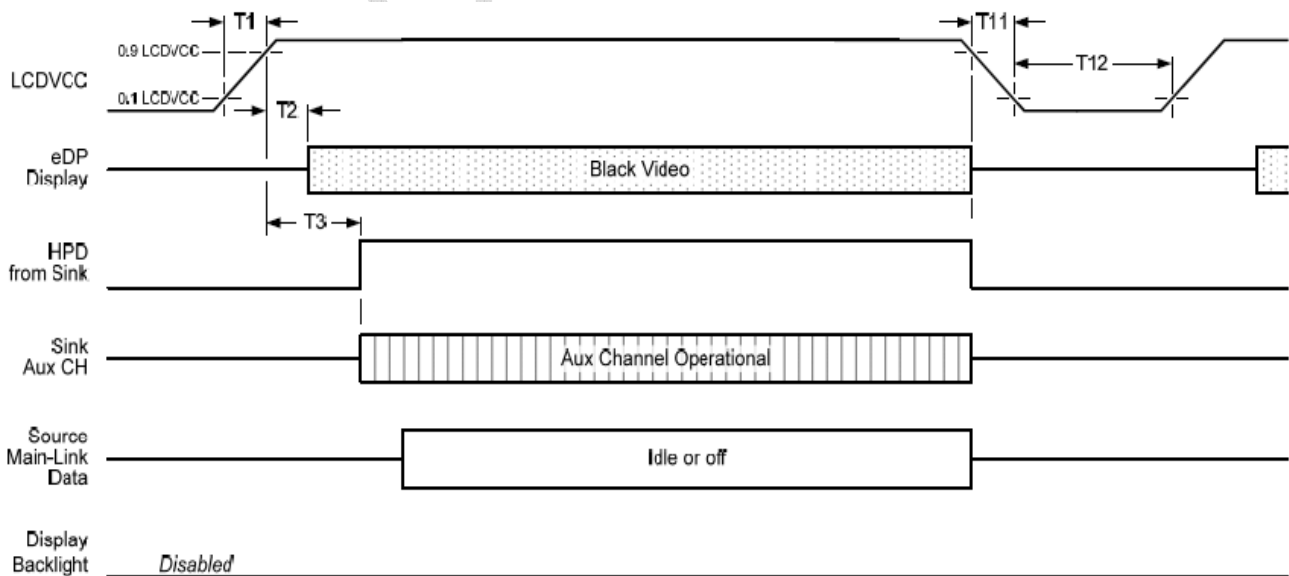 T1
T11
0.9 LCDVCC
LCDVCC
T12
0.1 LCDVCC
T2
eDP
Display
Black Video
T3
HPD
from Sink
Sink
Aux CH
Aux Channel Operational
Source
Main-Link
Data
Idle or off
Display
Backlight
Disabled